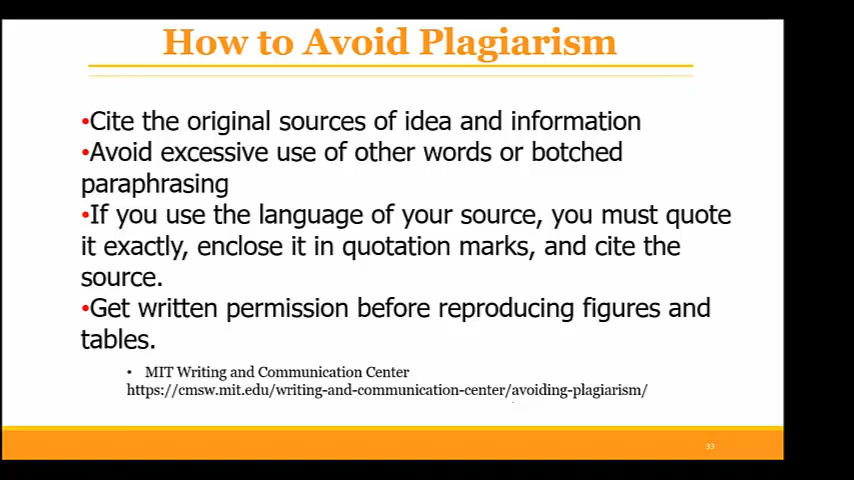 How to Avoid Plagiarism
•Cite the original sources of idea and information
•Avoid excessive use of other words or botched
paraphrasing
•If you use the language of your source, you must quote
it exactly, enclose it in quotation marks, and cite the
source.
•Get written permission before reproducing figures and
tables.
• MIT Writing and Communication Center
https://cmsw.mit.edu/writing-and-communication-center/avoiding-plagiarism/
33